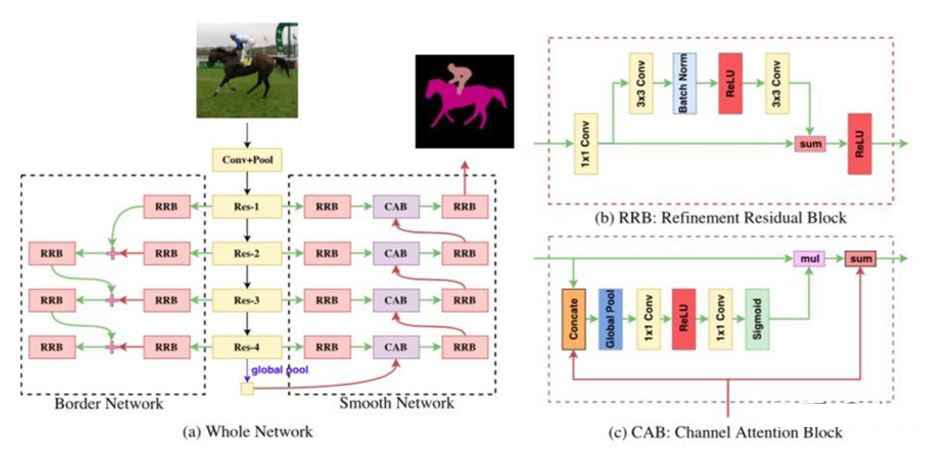 Conv+Pool
RRB Res-1 RRB CAB RRB
RRB RRB Res-2 RRB CAB RRB
RRB RRB Res-3 RRB CAB RRB
RRB RRB Res-4 RRB CAB RRB
global pool
Border Network Smooth Network
(a) Whole Network
1x1 Conv 3x3 Conv Batch Norm ReLU 3x3 Conv sum ReLU
(b) RRB: Refinement Residual Block
Concate Global Pool 1x1 Conv ReLU 1x1 Conv Sigmoid mul sum
(c) CAB: Channel Attention Block